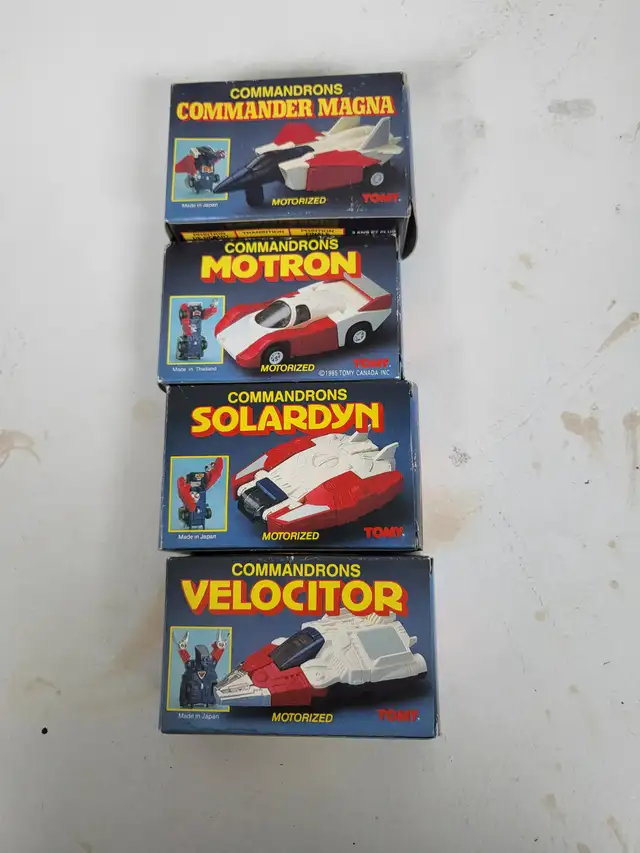 COMMANDRONS
COMMANDER MAGNA
Made in Japan
MOTORIZED
TOMY
COMMANDRONS
MOTRON
Made in Thailand
MOTORIZED
TOMY
©1985 TOMY CANADA INC.
COMMANDRONS
SOLARDYN
Made in Japan
MOTORIZED
TOMY
COMMANDRONS
VELOCITOR
Made in Japan
MOTORIZED
TOMY